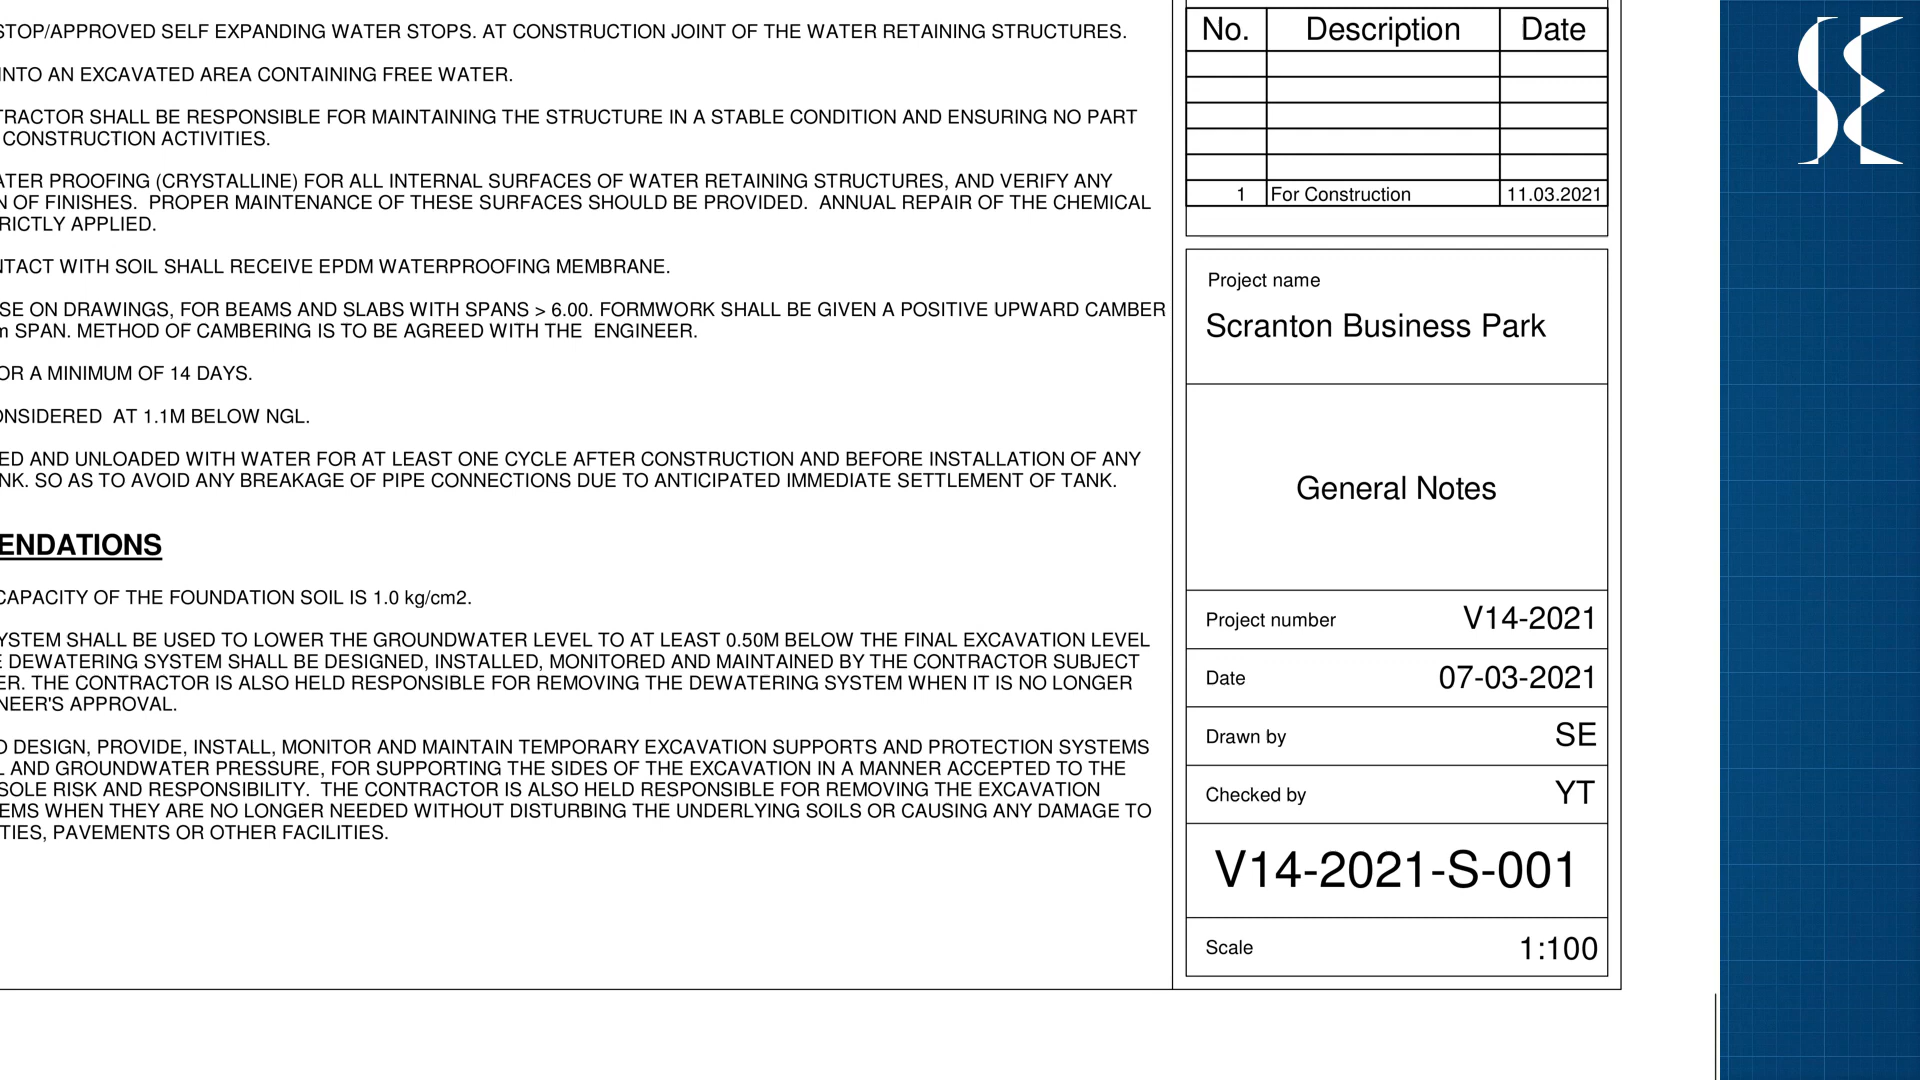 STOP/APPROVED SELF EXPANDING WATER STOPS. AT CONSTRUCTION JOINT OF THE WATER RETAINING STRUCTURES.
INTO AN EXCAVATED AREA CONTAINING FREE WATER.
TRACTOR SHALL BE RESPONSIBLE FOR MAINTAINING THE STRUCTURE IN A STABLE CONDITION AND ENSURING NO PART
CONSTRUCTION ACTIVITIES.
ATER PROOFING (CRYSTALLINE) FOR ALL INTERNAL SURFACES OF WATER RETAINING STRUCTURES, AND VERIFY ANY
N OF FINISHES. PROPER MAINTENANCE OF THESE SURFACES SHOULD BE PROVIDED. ANNUAL REPAIR OF THE CHEMICAL
RICTLY APPLIED.
NTACT WITH SOIL SHALL RECEIVE EPDM WATERPROOFING MEMBRANE.
SE ON DRAWINGS, FOR BEAMS AND SLABS WITH SPANS > 6.00. FORMWORK SHALL BE GIVEN A POSITIVE UPWARD CAMBER
m SPAN. METHOD OF CAMBERING IS TO BE AGREED WITH THE ENGINEER.
OR A MINIMUM OF 14 DAYS.
ONSIDERED AT 1.1M BELOW NGL.
ED AND UNLOADED WITH WATER FOR AT LEAST ONE CYCLE AFTER CONSTRUCTION AND BEFORE INSTALLATION OF ANY
NK. SO AS TO AVOID ANY BREAKAGE OF PIPE CONNECTIONS DUE TO ANTICIPATED IMMEDIATE SETTLEMENT OF TANK.
ENDATIONS
CAPACITY OF THE FOUNDATION SOIL IS 1.0 kg/cm2.
YSTEM SHALL BE USED TO LOWER THE GROUNDWATER LEVEL TO AT LEAST 0.50M BELOW THE FINAL EXCAVATION LEVEL
E DEWATERING SYSTEM SHALL BE DESIGNED, INSTALLED, MONITORED AND MAINTAINED BY THE CONTRACTOR SUBJECT
ER. THE CONTRACTOR IS ALSO HELD RESPONSIBLE FOR REMOVING THE DEWATERING SYSTEM WHEN IT IS NO LONGER
NEER'S APPROVAL.
O DESIGN, PROVIDE, INSTALL, MONITOR AND MAINTAIN TEMPORARY EXCAVATION SUPPORTS AND PROTECTION SYSTEMS
L AND GROUNDWATER PRESSURE, FOR SUPPORTING THE SIDES OF THE EXCAVATION IN A MANNER ACCEPTED TO THE
SOLE RISK AND RESPONSIBILITY. THE CONTRACTOR IS ALSO HELD RESPONSIBLE FOR REMOVING THE EXCAVATION
EMS WHEN THEY ARE NO LONGER NEEDED WITHOUT DISTURBING THE UNDERLYING SOILS OR CAUSING ANY DAMAGE TO
TIES, PAVEMENTS OR OTHER FACILITIES.
No. Description Date
1 For Construction 11.03.2021
Project name
Scranton Business Park
General Notes
Project number V14-2021
Date 07-03-2021
Drawn by SE
Checked by YT
V14-2021-S-001
Scale 1:100
SE